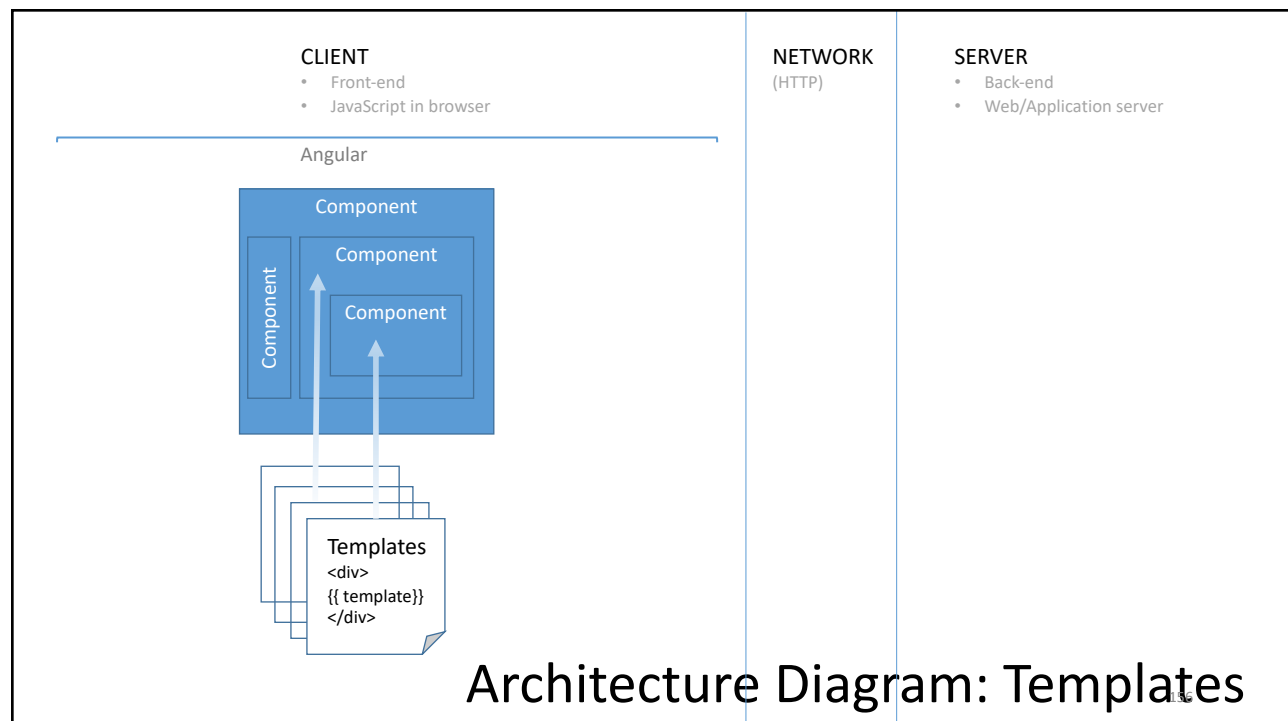 CLIENT
• Front-end
• JavaScript in browser
NETWORK
(HTTP)
SERVER
• Back-end
• Web/Application server
Angular
Component
Component
Component
Component
Templates
<div>
{{ template}}
</div>
Architecture Diagram: Templates
156